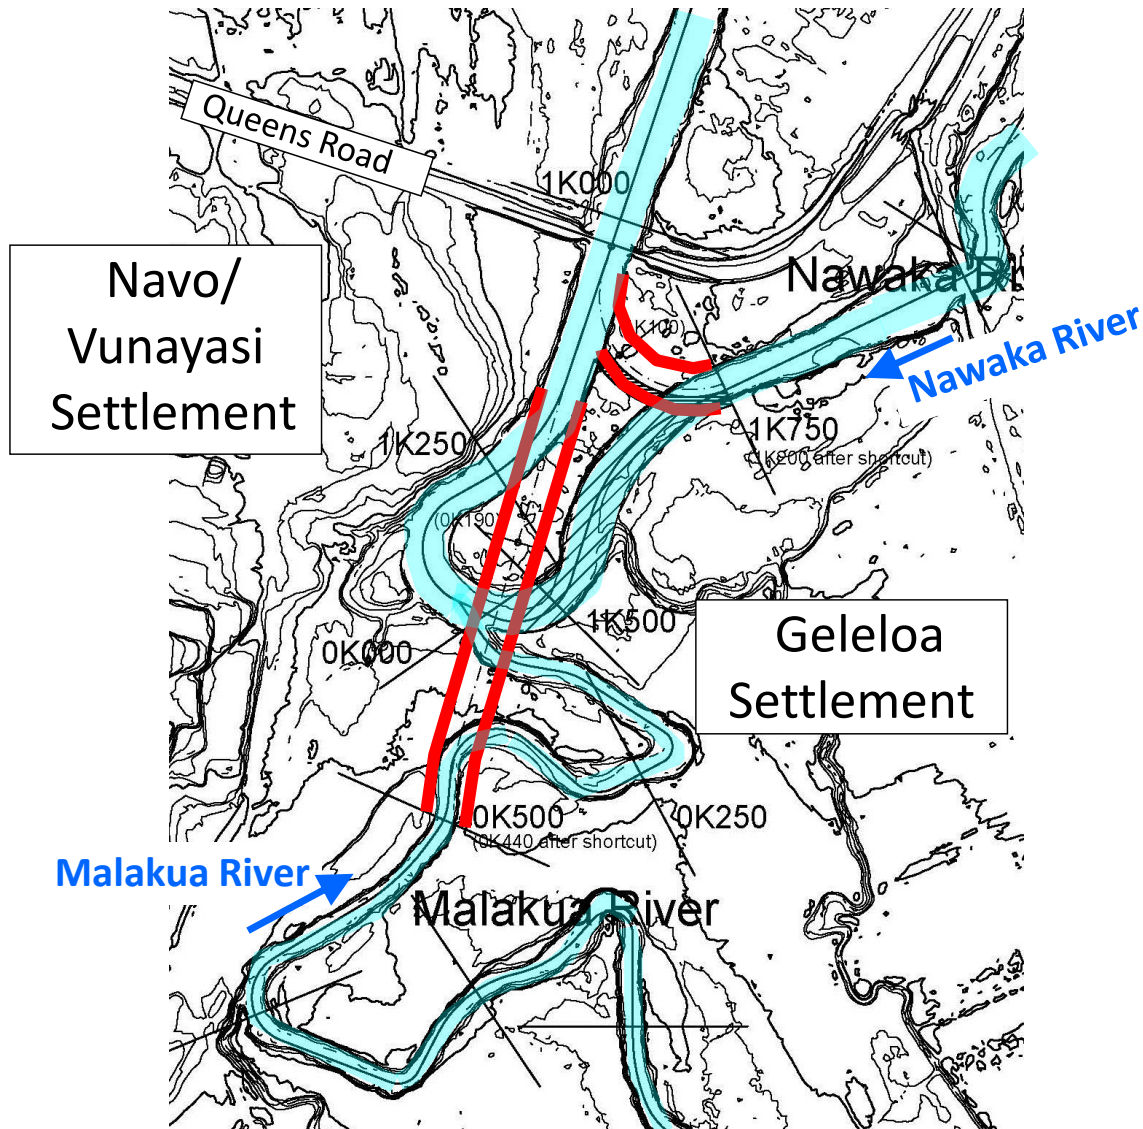 Queens Road
1K000
Navo/
Vunayasi
Settlement
Nawaka Ri
Nawaka River
1K250
1K750
(1K200 after shortcut)
(0K190)
1K500
0K000
Geleloa
Settlement
0K500
(0K440 after shortcut)
0K250
Malakua River
Malakua River